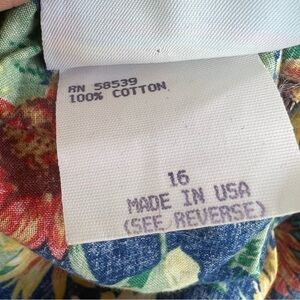 RN 58539
100% COTTON
16
MADE IN USA
(SEE REVERSE)